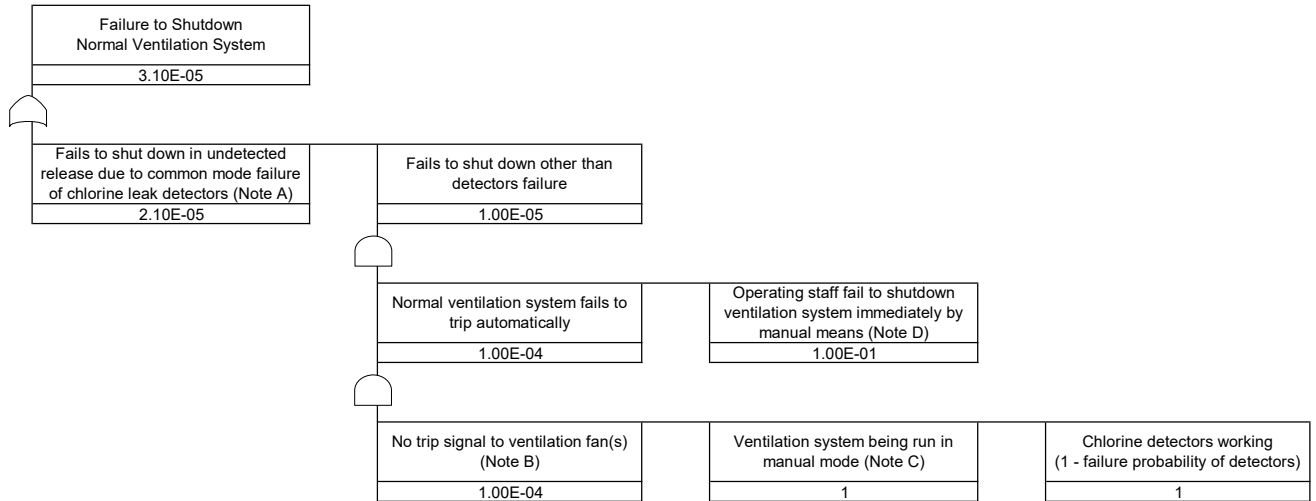 Failure to Shutdown
Normal Ventilation System
3.10E-05
Fails to shut down in undetected
release due to common mode failure
of chlorine leak detectors (Note A)
2.10E-05
Fails to shut down other than
detectors failure
1.00E-05
Normal ventilation system fails to
trip automatically
1.00E-04
Operating staff fail to shutdown
ventilation system immediately by
manual means (Note D)
1.00E-01
No trip signal to ventilation fan(s)
(Note B)
1.00E-04
Ventilation system being run in
manual mode (Note C)
1
Chlorine detectors working
(1 - failure probability of detectors)
1